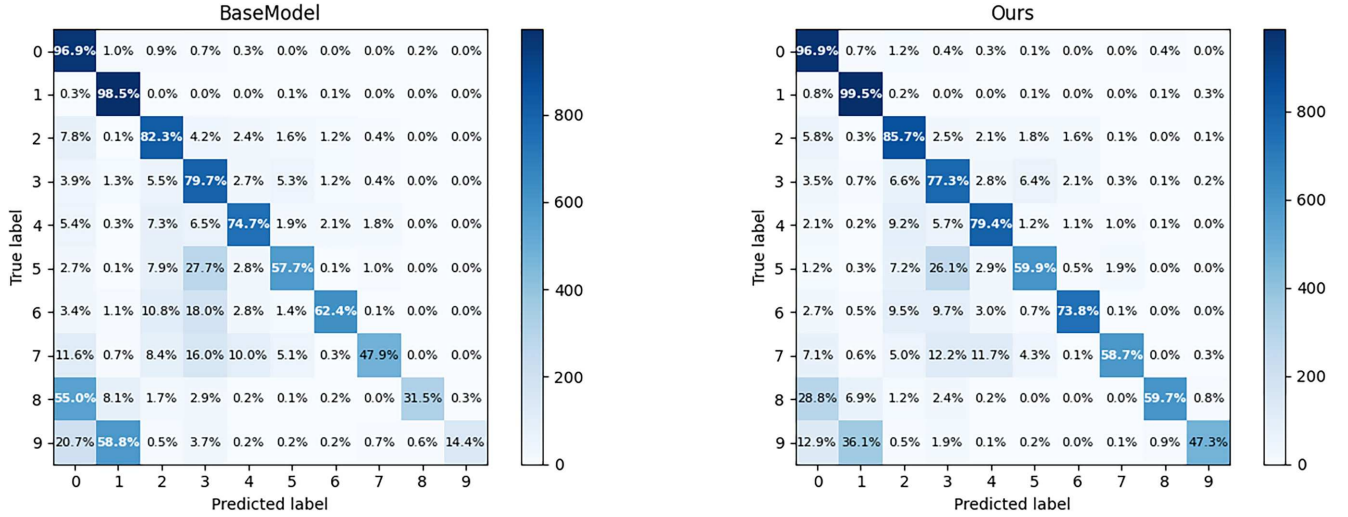 BaseModel
0 96.9% 1.0% 0.9% 0.7% 0.3% 0.0% 0.0% 0.0% 0.2% 0.0%
1 0.3% 98.5% 0.0% 0.0% 0.0% 0.1% 0.1% 0.0% 0.0% 0.0%
2 7.8% 0.1% 82.3% 4.2% 2.4% 1.6% 1.2% 0.4% 0.0% 0.0%
3 3.9% 1.3% 5.5% 79.7% 2.7% 5.3% 1.2% 0.4% 0.0% 0.0%
4 5.4% 0.3% 7.3% 6.5% 74.7% 1.9% 2.1% 1.8% 0.0% 0.0%
5 2.7% 0.1% 7.9% 27.7% 2.8% 57.7% 0.1% 1.0% 0.0% 0.0%
6 3.4% 1.1% 10.8% 18.0% 2.8% 1.4% 62.4% 0.1% 0.0% 0.0%
7 11.6% 0.7% 8.4% 16.0% 10.0% 5.1% 0.3% 47.9% 0.0% 0.0%
8 55.0% 8.1% 1.7% 2.9% 0.2% 0.1% 0.2% 0.0% 31.5% 0.3%
9 20.7% 58.8% 0.5% 3.7% 0.2% 0.2% 0.2% 0.7% 0.6% 14.4%
0 1 2 3 4 5 6 7 8 9
True label
Predicted label
800
600
400
200
0
Ours
0 96.9% 0.7% 1.2% 0.4% 0.3% 0.1% 0.0% 0.0% 0.4% 0.0%
1 0.8% 99.5% 0.2% 0.0% 0.0% 0.0% 0.0% 0.0% 0.1% 0.3%
2 5.8% 0.3% 85.7% 2.5% 2.1% 1.8% 1.6% 0.1% 0.0% 0.1%
3 3.5% 0.7% 6.6% 77.3% 2.8% 6.4% 2.1% 0.3% 0.1% 0.2%
4 2.1% 0.2% 9.2% 5.7% 79.4% 1.2% 1.1% 1.0% 0.1% 0.0%
5 1.2% 0.3% 7.2% 26.1% 2.9% 59.9% 0.5% 1.9% 0.0% 0.0%
6 2.7% 0.5% 9.5% 9.7% 3.0% 0.7% 73.8% 0.1% 0.0% 0.0%
7 7.1% 0.6% 5.0% 12.2% 11.7% 4.3% 0.1% 58.7% 0.0% 0.3%
8 28.8% 6.9% 1.2% 2.4% 0.2% 0.2% 0.0% 0.0% 59.7% 0.8%
9 12.9% 36.1% 0.5% 1.9% 0.1% 0.2% 0.0% 0.1% 0.9% 47.3%
0 1 2 3 4 5 6 7 8 9
True label
Predicted label
800
600
400
200
0